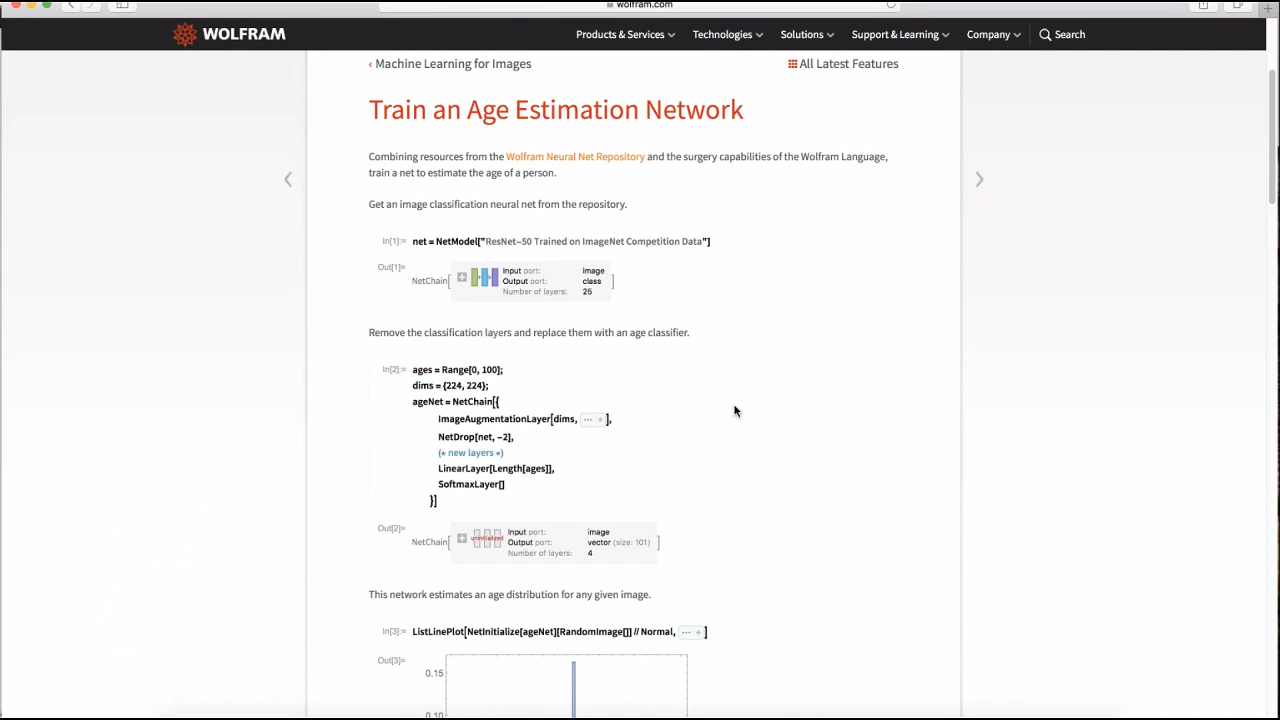 wolfram.com
WOLFRAM
Products & Services
Technologies
Solutions
Support & Learning
Company
Search
‹ Machine Learning for Images
All Latest Features
Train an Age Estimation Network
Combining resources from the Wolfram Neural Net Repository and the surgery capabilities of the Wolfram Language,
train a net to estimate the age of a person.
Get an image classification neural net from the repository.
In[1]:= net = NetModel["ResNet-50 Trained on ImageNet Competition Data"]
Out[1]=
NetChain[
Input port: image
Output port: class
Number of layers: 25
]
Remove the classification layers and replace them with an age classifier.
In[2]:= ages = Range[0, 100];
dims = {224, 224};
ageNet = NetChain[{
ImageAugmentationLayer[dims, ... +],
NetDrop[net, -2],
(* new layers *)
LinearLayer[Length[ages]],
SoftmaxLayer[]
}]
Out[2]=
NetChain[
uninitialized
Input port: image
Output port: vector (size: 101)
Number of layers: 4
]
This network estimates an age distribution for any given image.
In[3]:= ListLinePlot[NetInitialize[ageNet][RandomImage[]] // Normal, ... +]
Out[3]=
0.15
0.10